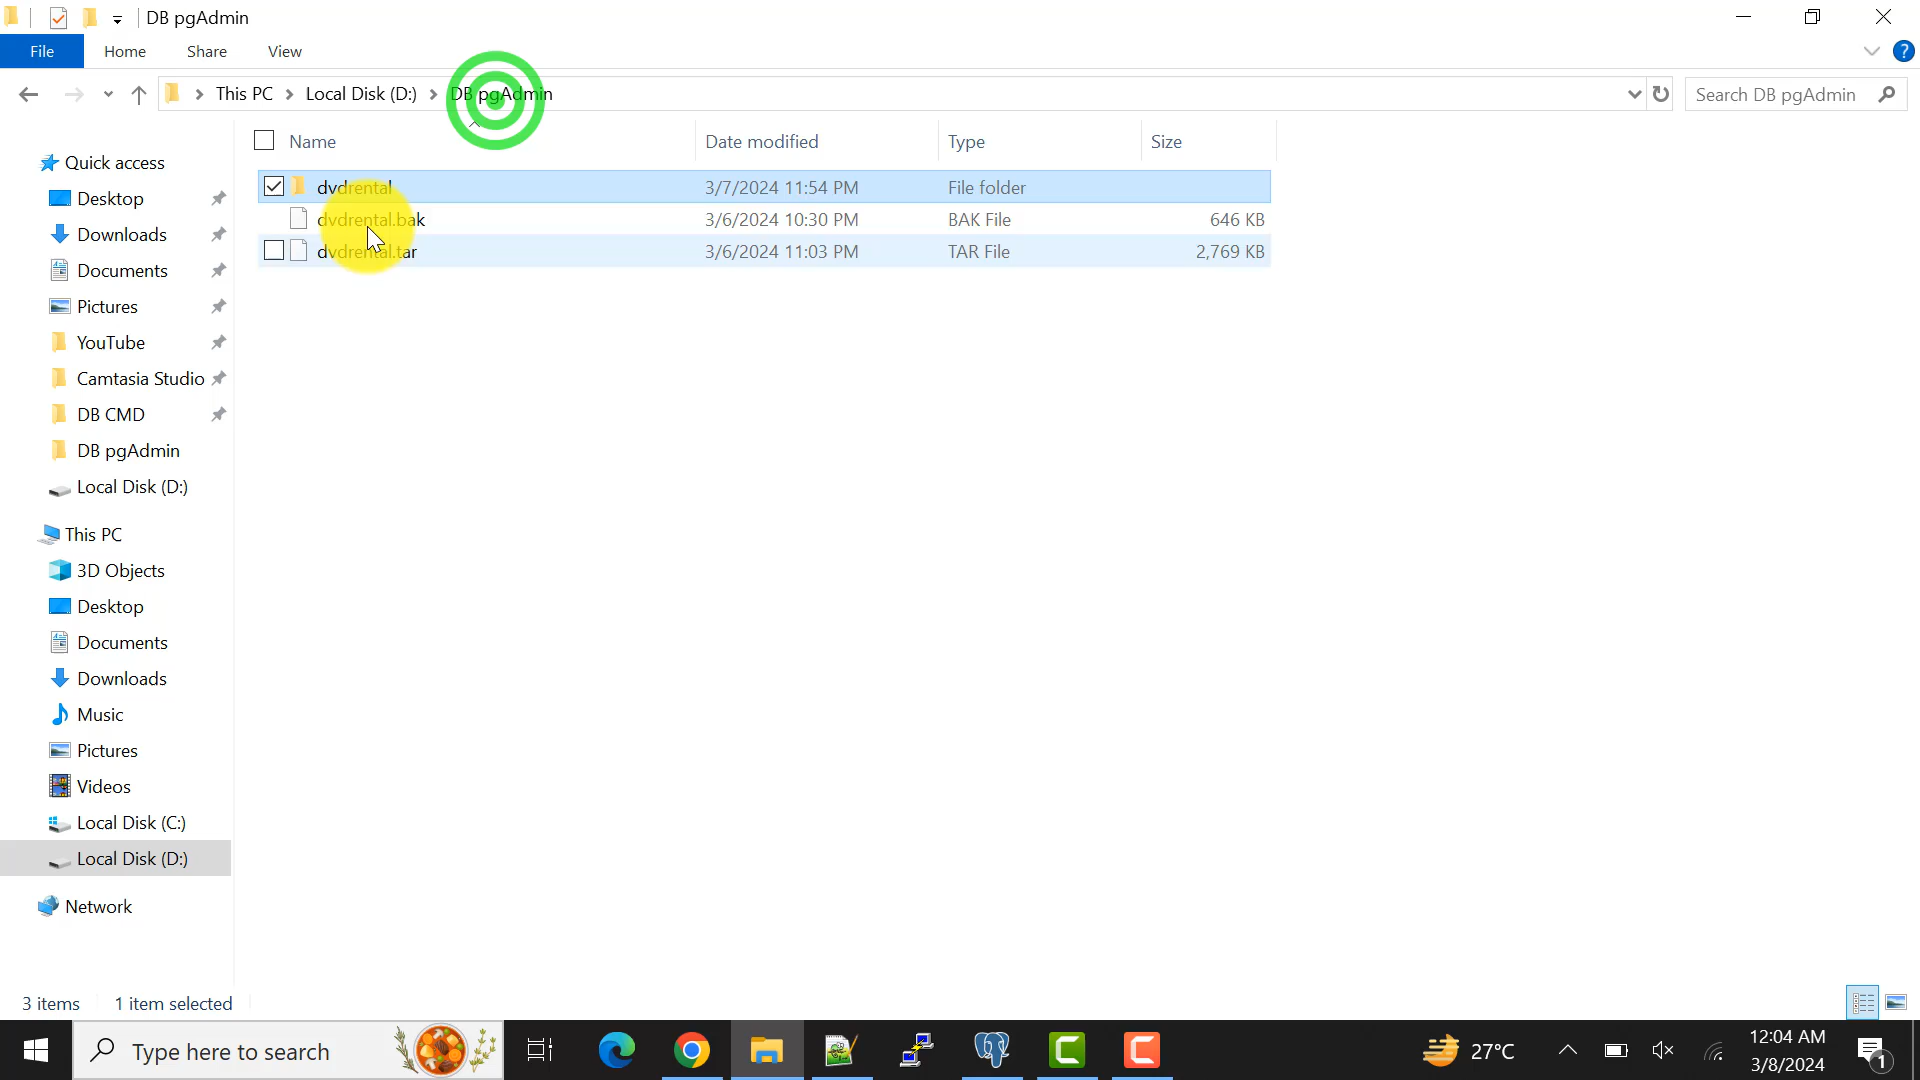 DB pgAdmin
File Home Share View
This PC Local Disk (D:) DB pgAdmin
Search DB pgAdmin
Name Date modified Type Size
dvdrental 3/7/2024 11:54 PM File folder
dvdrental.bak 3/6/2024 10:30 PM BAK File 646 KB
dvdrental.tar 3/6/2024 11:03 PM TAR File 2,769 KB
Quick access
Desktop
Downloads
Documents
Pictures
YouTube
Camtasia Studio
DB CMD
DB pgAdmin
Local Disk (D:)
This PC
3D Objects
Desktop
Documents
Downloads
Music
Pictures
Videos
Local Disk (C:)
Local Disk (D:)
Network
3 items 1 item selected
Type here to search
27°C
12:04 AM
3/8/2024
1